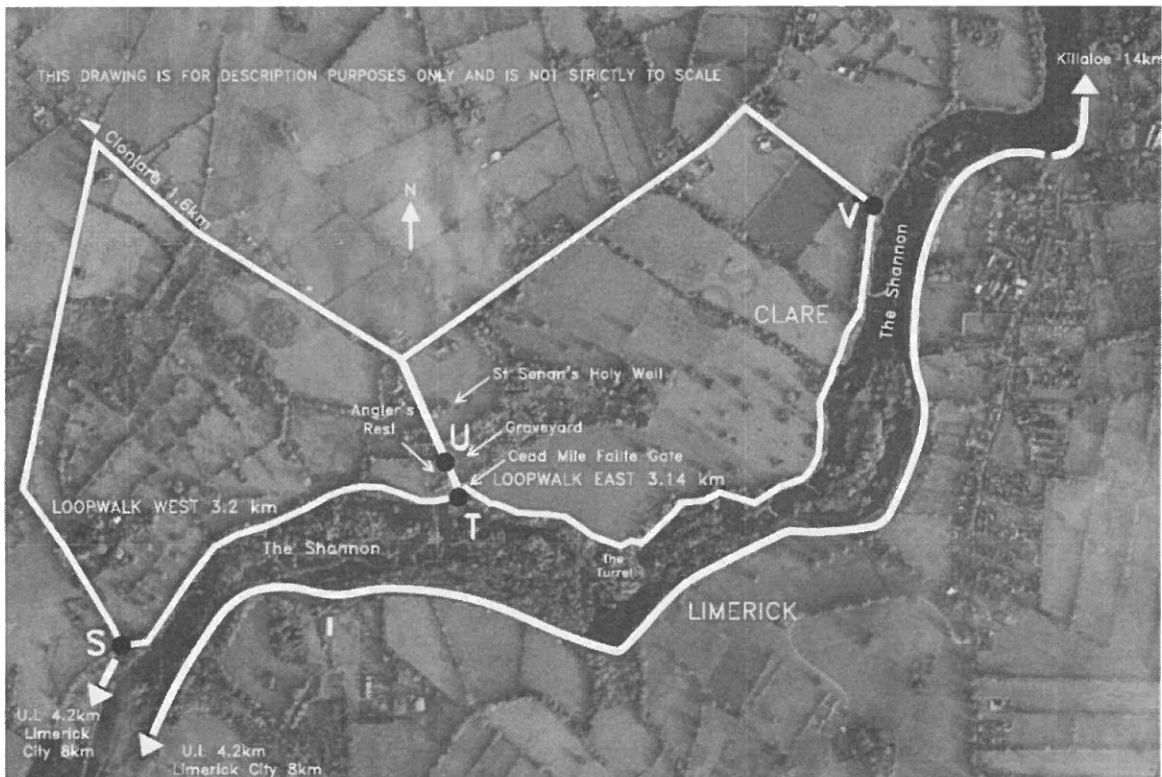 THIS DRAWING IS FOR DESCRIPTION PURPOSES ONLY AND IS NOT STRICTLY TO SCALE
Killaloe 14km
Clonlara 1.6km
N
V
The Shannon
CLARE
St Senan's Holy Well
Angler's
Rest
U
Graveyard
Cead Mile Failte Gate
LOOPWALK EAST 3.14 km
LOOPWALK WEST 3.2 km
T
The Shannon
The
Turret
LIMERICK
S
U.L 4.2km
Limerick
City 8km
U.L 4.2km
Limerick City 8km